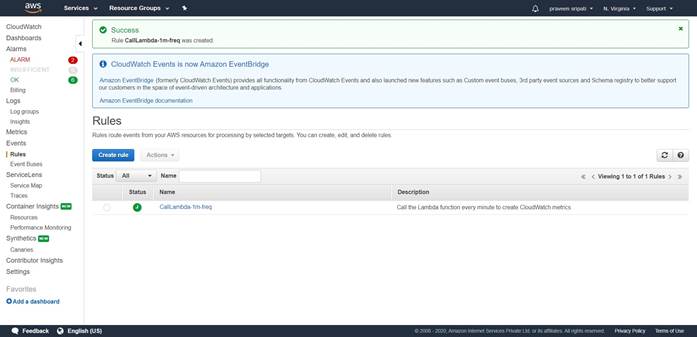 aws
Services
Resource Groups
praveen sripati
N. Virginia
Support
CloudWatch
Dashboards
Alarms
ALARM 2
INSUFFICIENT
OK 6
Billing
Logs
Log groups
Insights
Metrics
Events
Rules
Event Buses
ServiceLens
Service Map
Traces
Container Insights NEW
Resources
Performance Monitoring
Synthetics NEW
Canaries
Contributor Insights
Settings
Favorites
Add a dashboard
Success
Rule CallLambda-1m-freq was created.
CloudWatch Events is now Amazon EventBridge
Amazon EventBridge (formerly CloudWatch Events) provides all functionality from CloudWatch Events and also launched new features such as Custom event buses, 3rd party event sources and Schema registry to better support
our customers in the space of event-driven architecture and applications.
Amazon EventBridge documentation
Rules
Rules route events from your AWS resources for processing by selected targets. You can create, edit, and delete rules.
Create rule
Actions
Status All Name
Viewing 1 to 1 of 1 Rules
Status Name Description
CallLambda-1m-freq Call the Lambda function every minute to create CloudWatch metrics
Feedback
English (US)
© 2008 - 2020, Amazon Internet Services Private Ltd. or its affiliates. All rights reserved.
Privacy Policy
Terms of Use